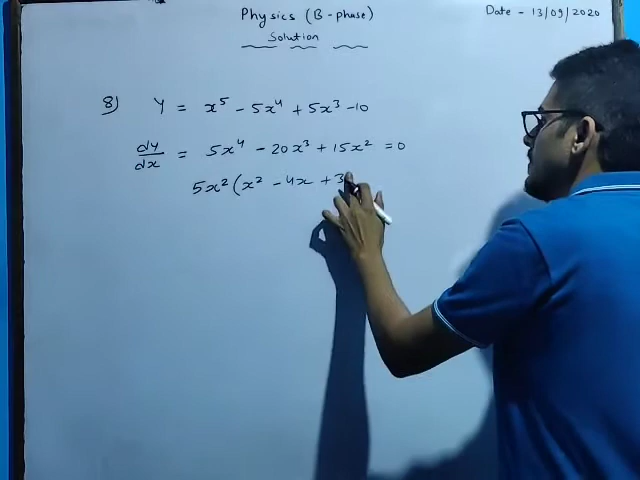 Physics (B-phase)
Date - 13/09/2020
Solution
8) Y = x⁵ - 5x⁴ + 5x³ - 10
dy/dx = 5x⁴ - 20x³ + 15x² = 0
5x² (x² - 4x + 3